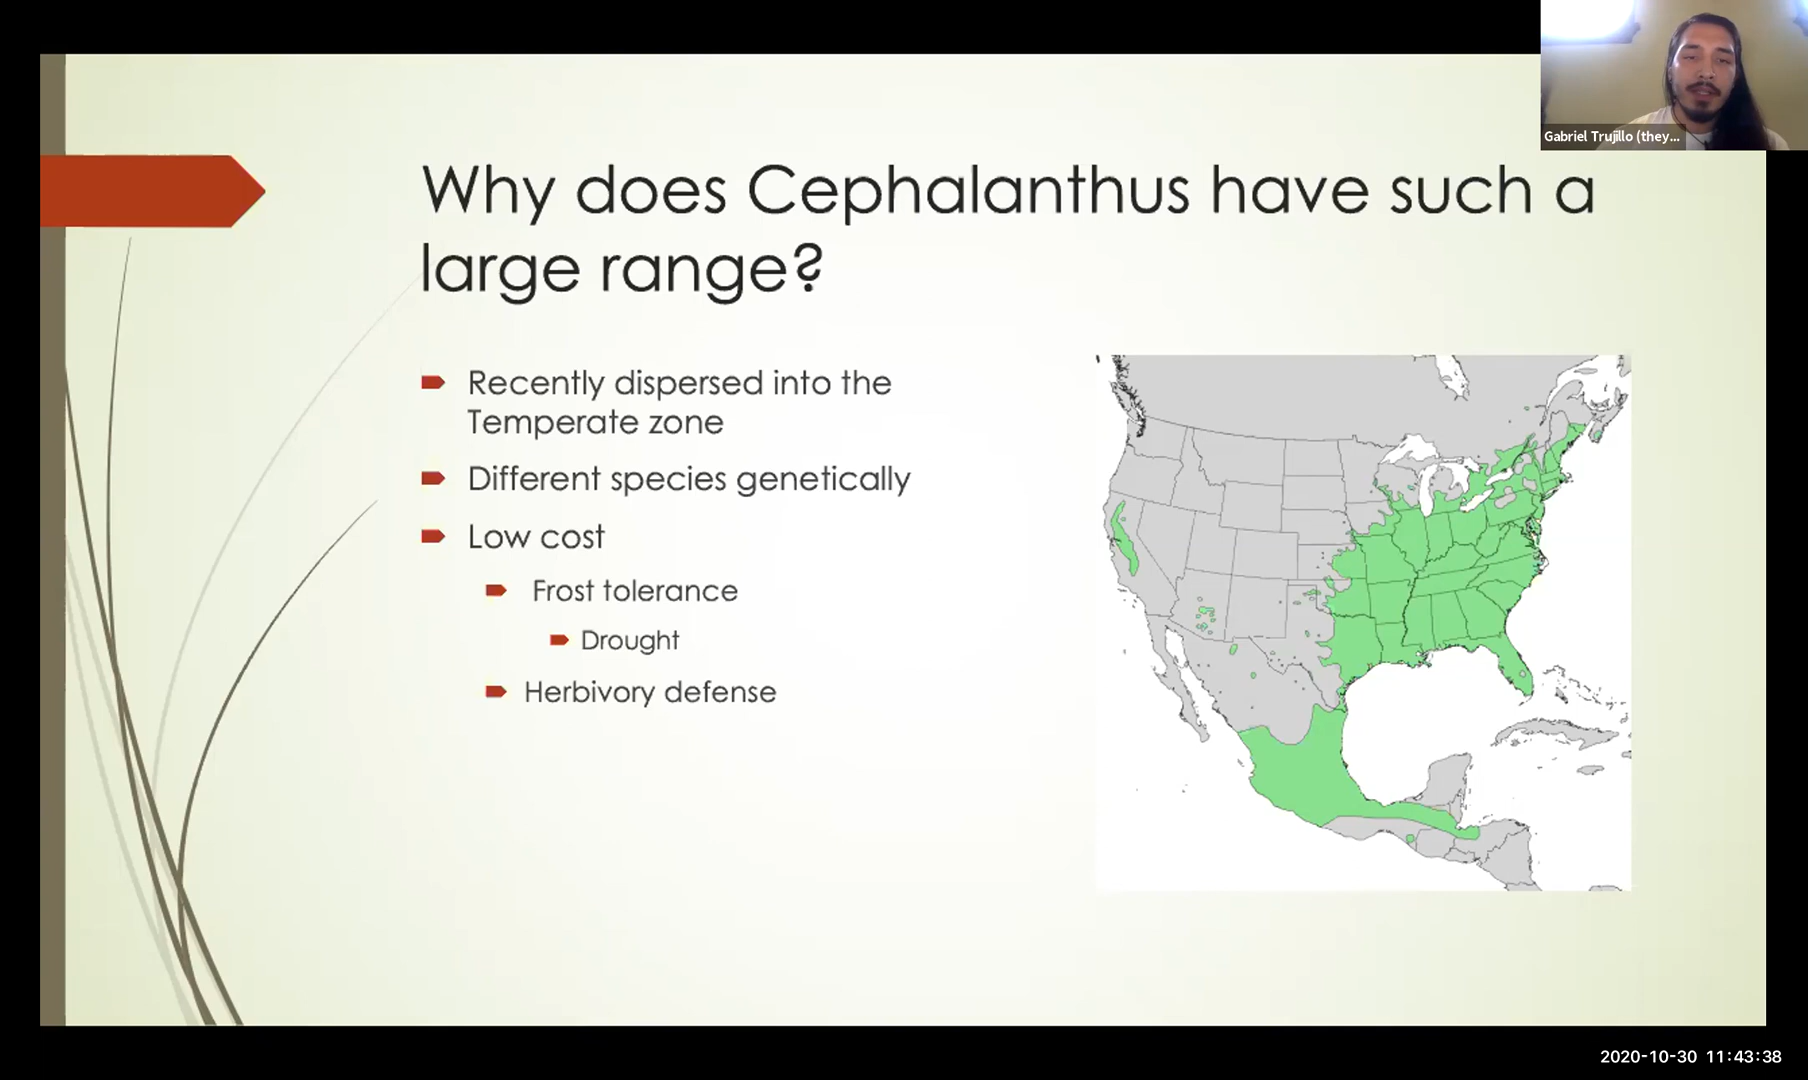 Gabriel Trujillo (they...
Why does Cephalanthus have such a
large range?
Recently dispersed into the
Temperate zone
Different species genetically
Low cost
Frost tolerance
Drought
Herbivory defense
2020-10-30 11:43:38